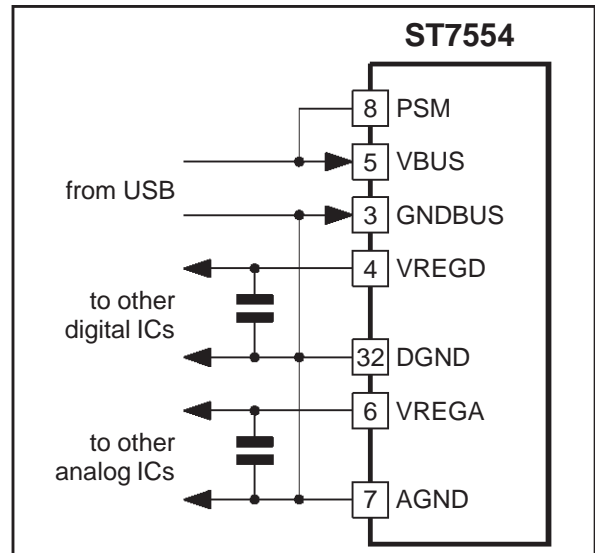 ST7554
8 PSM
5 VBUS
from USB
3 GNDBUS
4 VREGD
to other
digital ICs
32 DGND
6 VREGA
to other
analog ICs
7 AGND